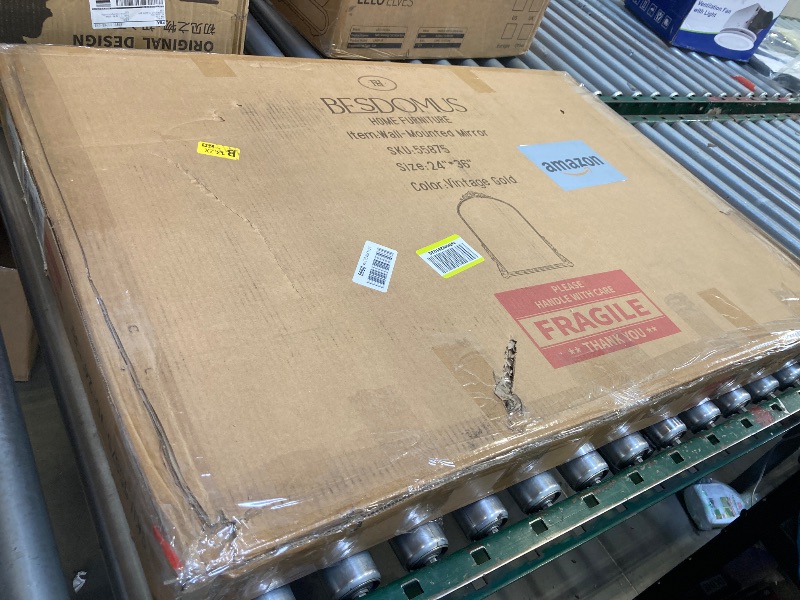 ORIGINAL DESIGN
Ventilation Fan
with Light
BESDOMUS
HOME FURNITURE
Item:Wall-Mounted Mirror
SKU:55875
Size:24"*36"
Color:Vintage Gold
amazon
PLEASE
HANDLE WITH CARE
FRAGILE
THANK YOU